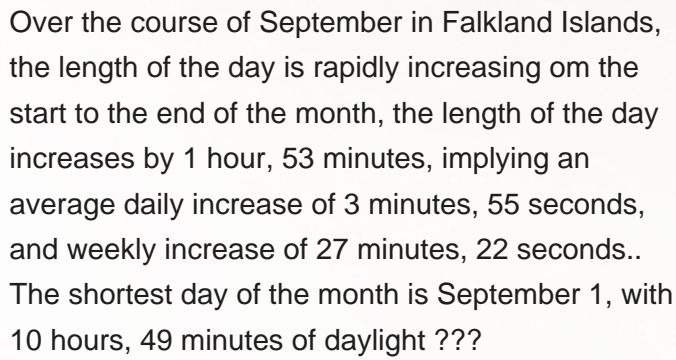 Over the course of September in Falkland Islands,
the length of the day is rapidly increasing om the
start to the end of the month, the length of the day
increases by 1 hour, 53 minutes, implying an
average daily increase of 3 minutes, 55 seconds,
and weekly increase of 27 minutes, 22 seconds..
The shortest day of the month is September 1, with
10 hours, 49 minutes of daylight ???